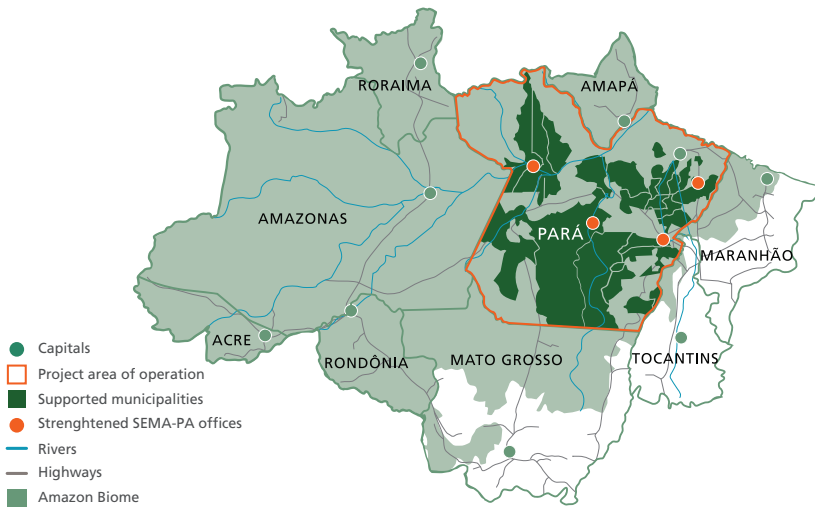 RORAIMA
AMAPÁ
AMAZONAS
PARÁ
MARANHÃO
ACRE
RONDÔNIA
MATO GROSSO
TOCANTINS
Capitals
Project area of operation
Supported municipalities
Strenghtened SEMA-PA offices
Rivers
Highways
Amazon Biome